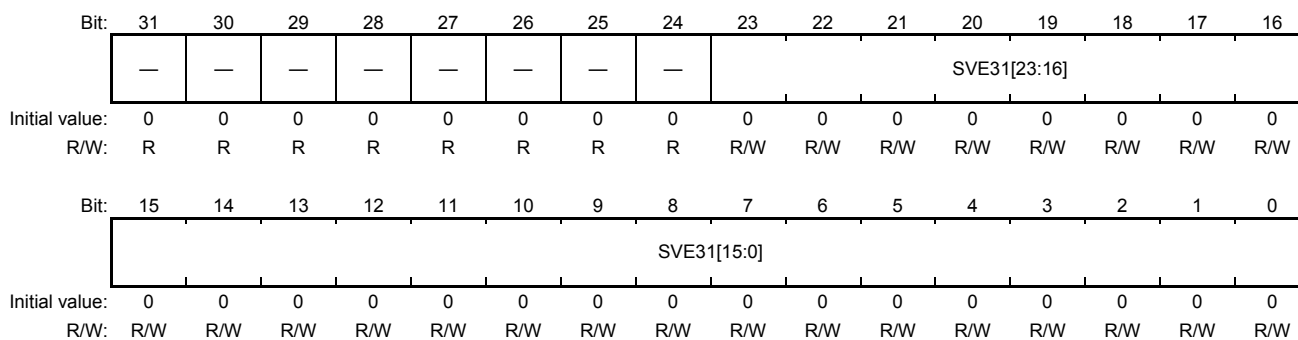 Bit: 31 30 29 28 27 26 25 24 23 22 21 20 19 18 17 16
— — — — — — — — SVE31[23:16]
Initial value: 0 0 0 0 0 0 0 0 0 0 0 0 0 0 0 0
R/W: R R R R R R R R R/W R/W R/W R/W R/W R/W R/W R/W
Bit: 15 14 13 12 11 10 9 8 7 6 5 4 3 2 1 0
SVE31[15:0]
Initial value: 0 0 0 0 0 0 0 0 0 0 0 0 0 0 0 0
R/W: R/W R/W R/W R/W R/W R/W R/W R/W R/W R/W R/W R/W R/W R/W R/W R/W